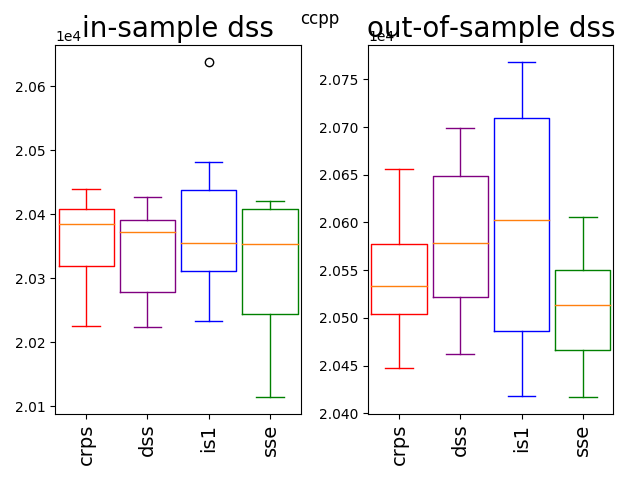 ccpp
in-sample dss
1e4
2.06
2.05
2.04
2.03
2.02
2.01
crps
dss
is1
sse
out-of-sample dss
1e4
2.075
2.070
2.065
2.060
2.055
2.050
2.045
2.040
crps
dss
is1
sse